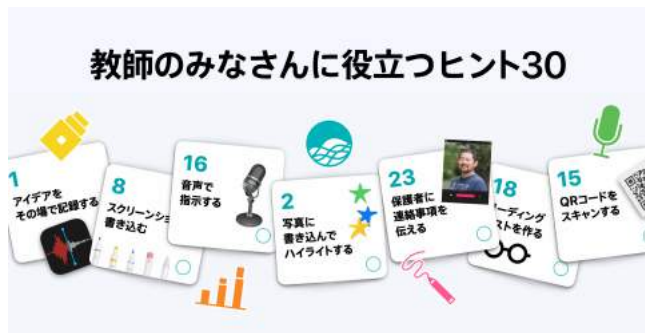 教師のみなさんに役立つヒント30
1
アイデアを
その場で記録する
8
スクリーンショ
書き込む
16
音声で
指示する
2
写真に
書き込んで
ハイライトする
23
保護者に
連絡事項を
伝える
18
ーディング
ストを作る
15
QRコードを
スキャンする